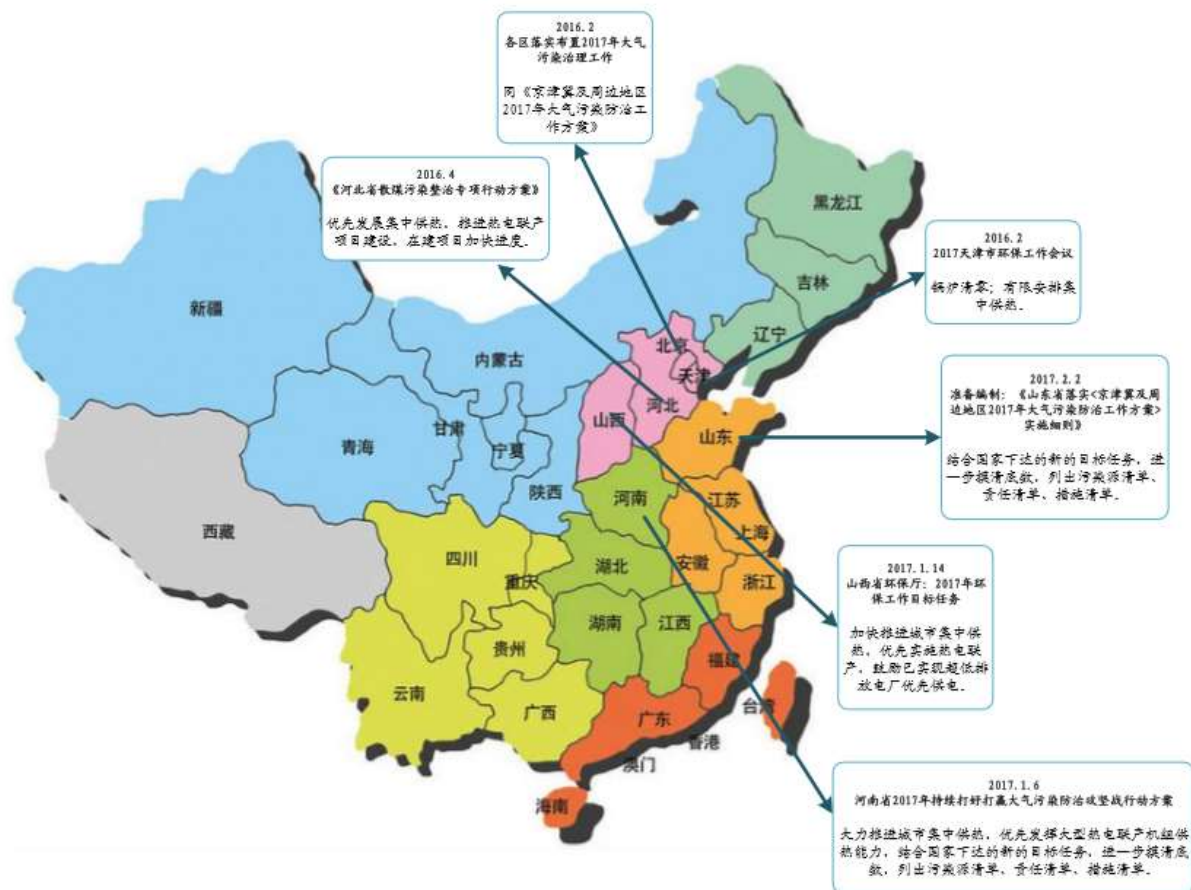 2016.2
各区落实布置2017年大气
污染治理工作
同《京津冀及周边地区
2017年大气污染防治工
作方案》
2016.4
《河北省散煤污染整治专项行动方案》
优先发展集中供热，推进热电联产
项目建设，在建项目加快进度.
2016.2
2017天津市环保工作会议
锅炉清零；有限安排集
中供热.
2017.2.2
准备编制：《山东省落实<京津冀及周
边地区2017年大气污染防治工作方案>
实施细则》
结合国家下达的新的目标任务，进
一步摸清底数，列出污染源清单、
责任清单、措施清单.
2017.1.14
山西省环保厅：2017年环
保工作目标任务
加快推进城市集中供
热，优先实施热电联
产，鼓励已实现超低排
放电厂优先供电.
2017.1.6
河南省2017年持续打好打赢大气污染防治攻坚战行动方案
大力推进城市集中供热，优先发挥大型热电联产机组供
热能力，结合国家下达的新的目标任务，进一步摸清底
数，列出污染源清单、责任清单、措施清单.
黑龙江
吉林
辽宁
新疆
内蒙古
北京
天津
河北
山西
山东
青海
甘肃
宁夏
陕西
河南
江苏
上海
西藏
四川
重庆
湖北
安徽
浙江
湖南
江西
贵州
福建
云南
广西
广东
台湾
香港
澳门
海南